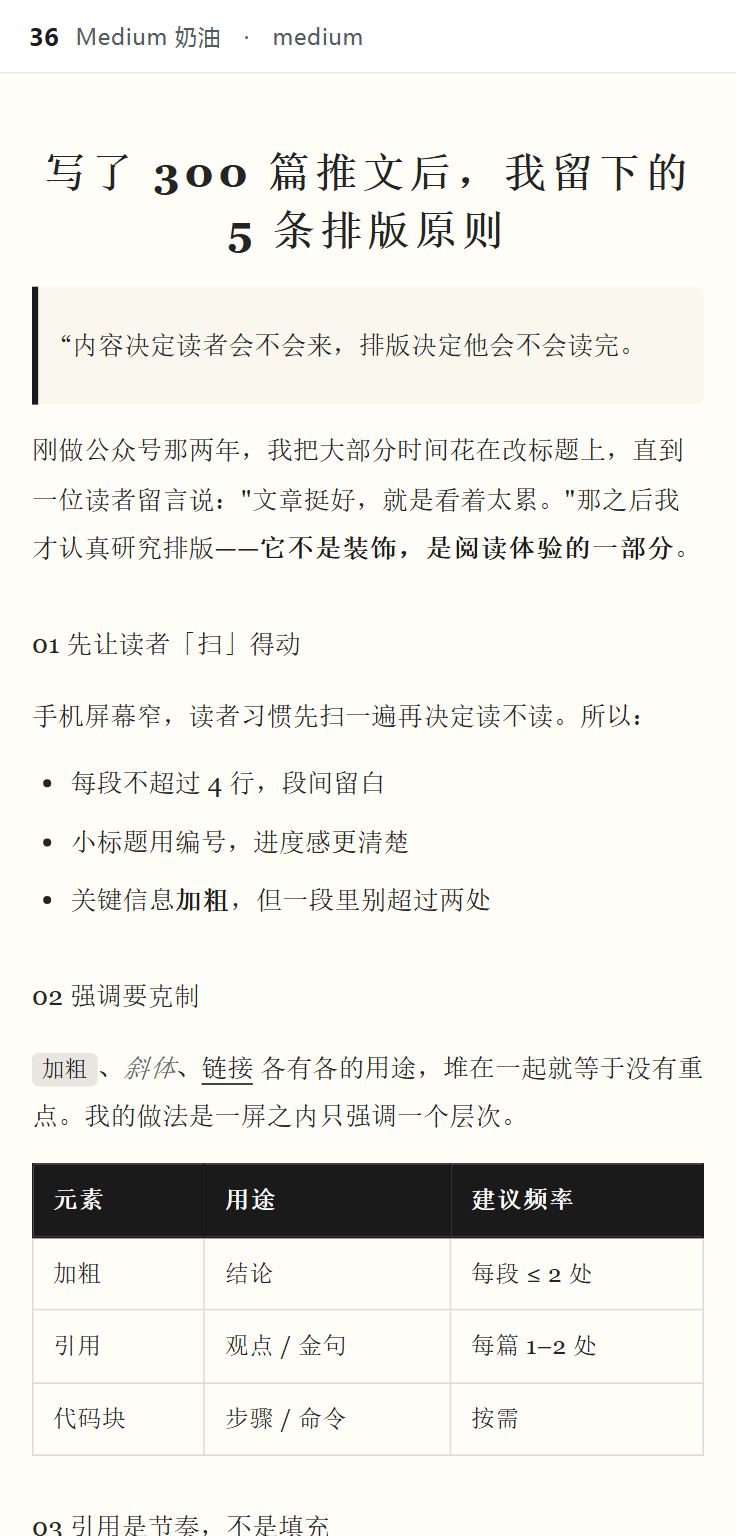 36 Medium 奶油 · medium
写了 300 篇推文后，我留下的
5 条排版原则
“内容决定读者会不会来，排版决定他会不会读完。
刚做公众号那两年，我把大部分时间花在改标题上，直到
一位读者留言说："文章挺好，就是看着太累。"那之后我
才认真研究排版——它不是装饰，是阅读体验的一部分。
01 先让读者「扫」得动
手机屏幕窄，读者习惯先扫一遍再决定读不读。所以：
• 每段不超过 4 行，段间留白
• 小标题用编号，进度感更清楚
• 关键信息加粗，但一段里别超过两处
02 强调要克制
加粗、斜体、链接 各有各的用途，堆在一起就等于没有重
点。我的做法是一屏之内只强调一个层次。
元素 用途 建议频率
加粗 结论 每段 ≤ 2 处
引用 观点 / 金句 每篇 1–2 处
代码块 步骤 / 命令 按需
03 引用是节奏，不是填充